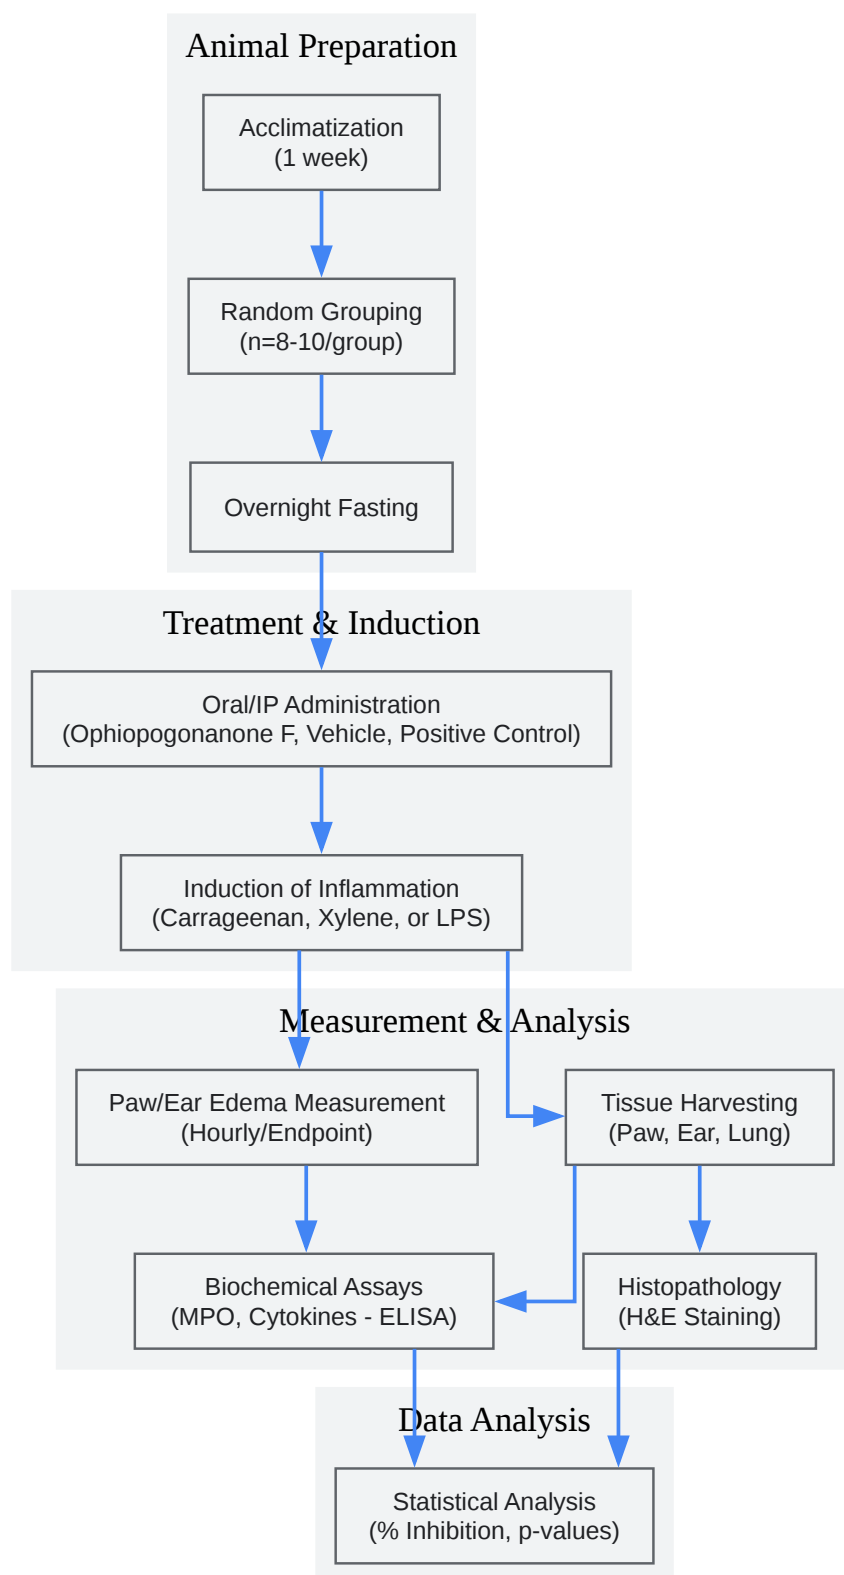 Animal Preparation
Acclimatization
(1 week)
Random Grouping
(n=8-10/group)
Overnight Fasting
Treatment & Induction
Oral/IP Administration
(Ophiopogonanone F, Vehicle, Positive Control)
Induction of Inflammation
(Carrageenan, Xylene, or LPS)
Measurement & Analysis
Paw/Ear Edema Measurement
(Hourly/Endpoint)
Tissue Harvesting
(Paw, Ear, Lung)
Biochemical Assays
(MPO, Cytokines - ELISA)
Histopathology
(H&E Staining)
Data Analysis
Statistical Analysis
(% Inhibition, p-values)